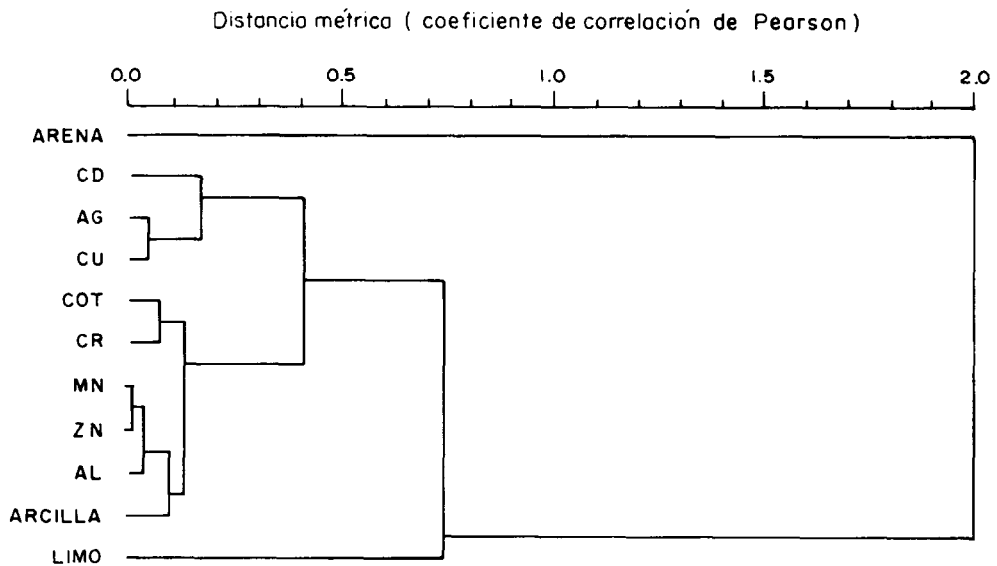 Distancia métrica ( coeficiente de correlación de Pearson )
0.0 0.5 1.0 1.5 2.0
ARENA
CD
AG
CU
COT
CR
MN
ZN
AL
ARCILLA
LIMO